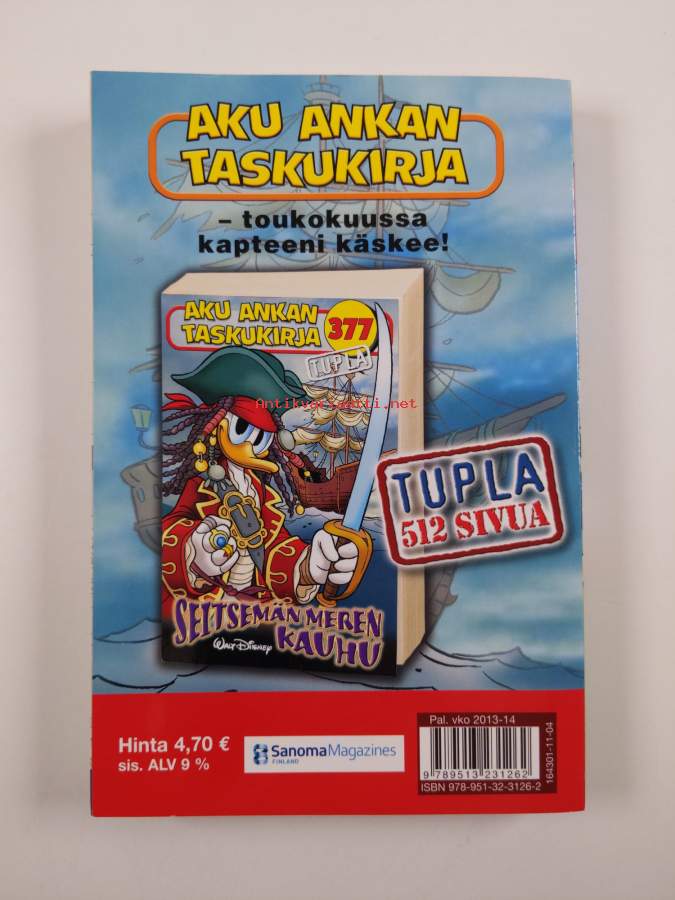 AKU ANKAN
TASKUKIRJA
– toukokuussa
kapteeni käskee!
AKU ANKAN
TASKUKIRJA
377
TUPLA
Antikvariaatti.net
TUPLA
512 SIVUA
SEITSEMÄN MEREN
KAUHU
WALT DISNEY
Hinta 4,70 €
sis. ALV 9 %
SanomaMagazines
FINLAND
Pal. vko 2013-14
9 789513 231262
ISBN 978-951-32-3126-2
164301-11-04